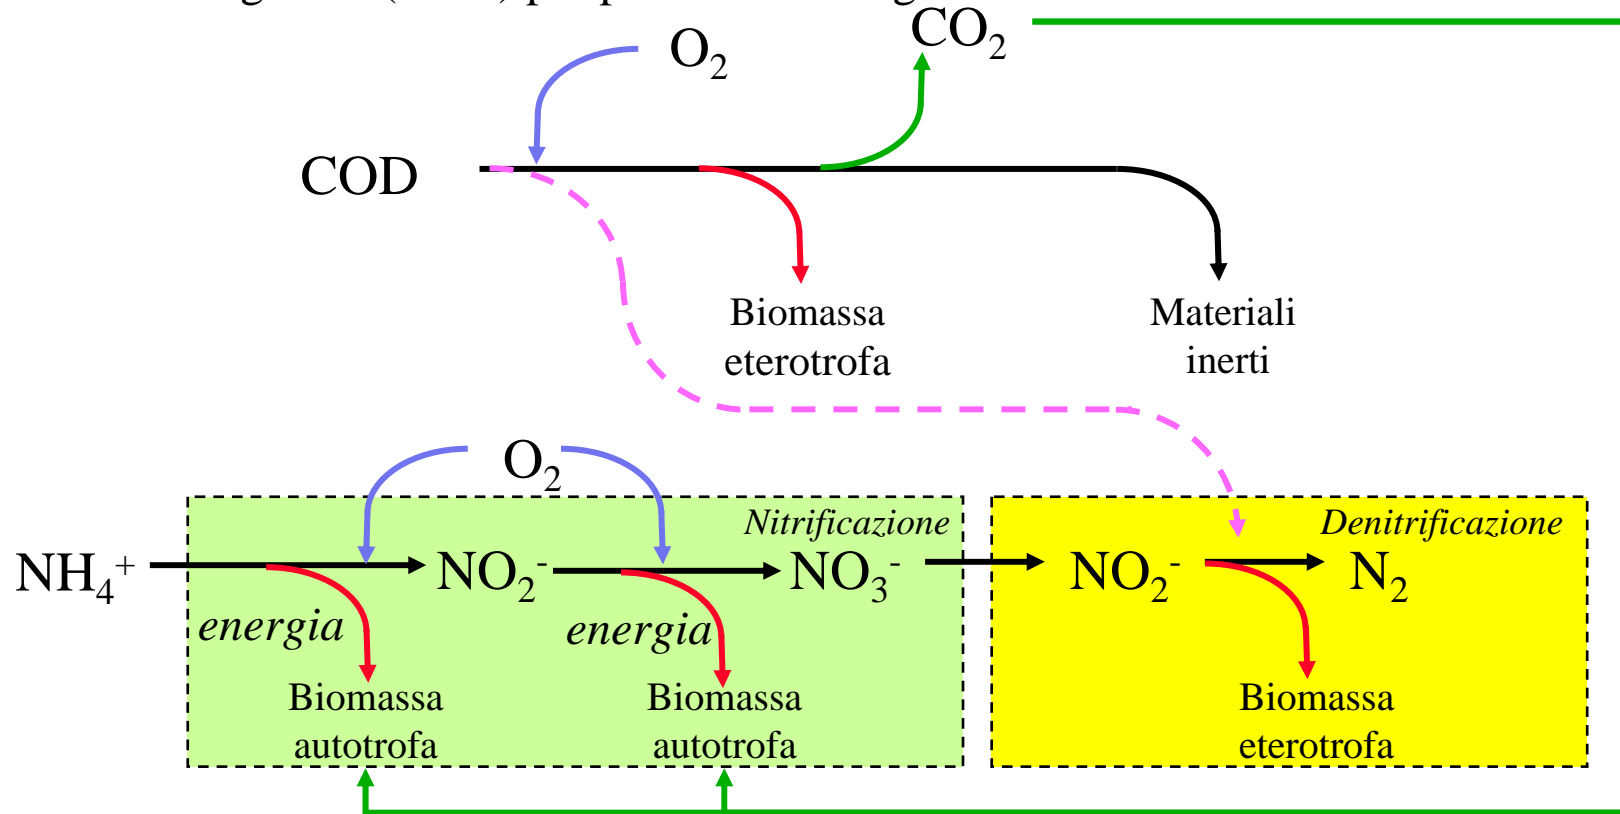 CO₂
O₂
COD
Biomassa
eterotrofa
Materiali
inerti
O₂
Nitrificazione
Denitrificazione
NH₄⁺
NO₂⁻
NO₃⁻
NO₂⁻
N₂
energia
energia
Biomassa
autotrofa
Biomassa
autotrofa
Biomassa
eterotrofa